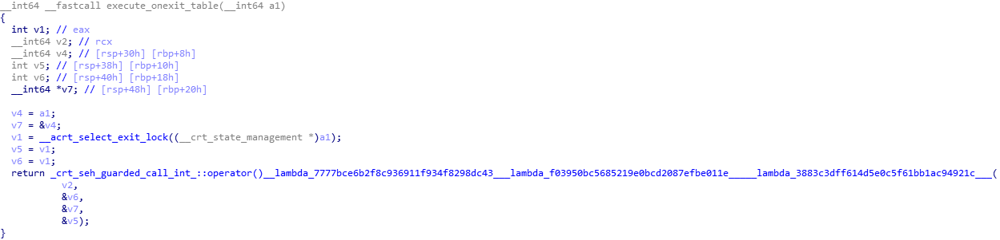 __int64 __fastcall execute_onexit_table(__int64 a1)
{
  int v1; // eax
  __int64 v2; // rcx
  __int64 v4; // [rsp+30h] [rbp+8h]
  int v5; // [rsp+38h] [rbp+10h]
  int v6; // [rsp+40h] [rbp+18h]
  __int64 *v7; // [rsp+48h] [rbp+20h]

  v4 = a1;
  v7 = &v4;
  v1 = __acrt_select_exit_lock((__crt_state_management *)a1);
  v5 = v1;
  v6 = v1;
  return _crt_seh_guarded_call_int_::operator()__lambda_7777bce6b2f8c936911f934f8298dc43___lambda_f03950bc5685219e0bcd2087efbe011e_____lambda_3883c3dff614d5e0c5f61bb1ac94921c___(
           v2,
           &v6,
           &v7,
           &v5);
}